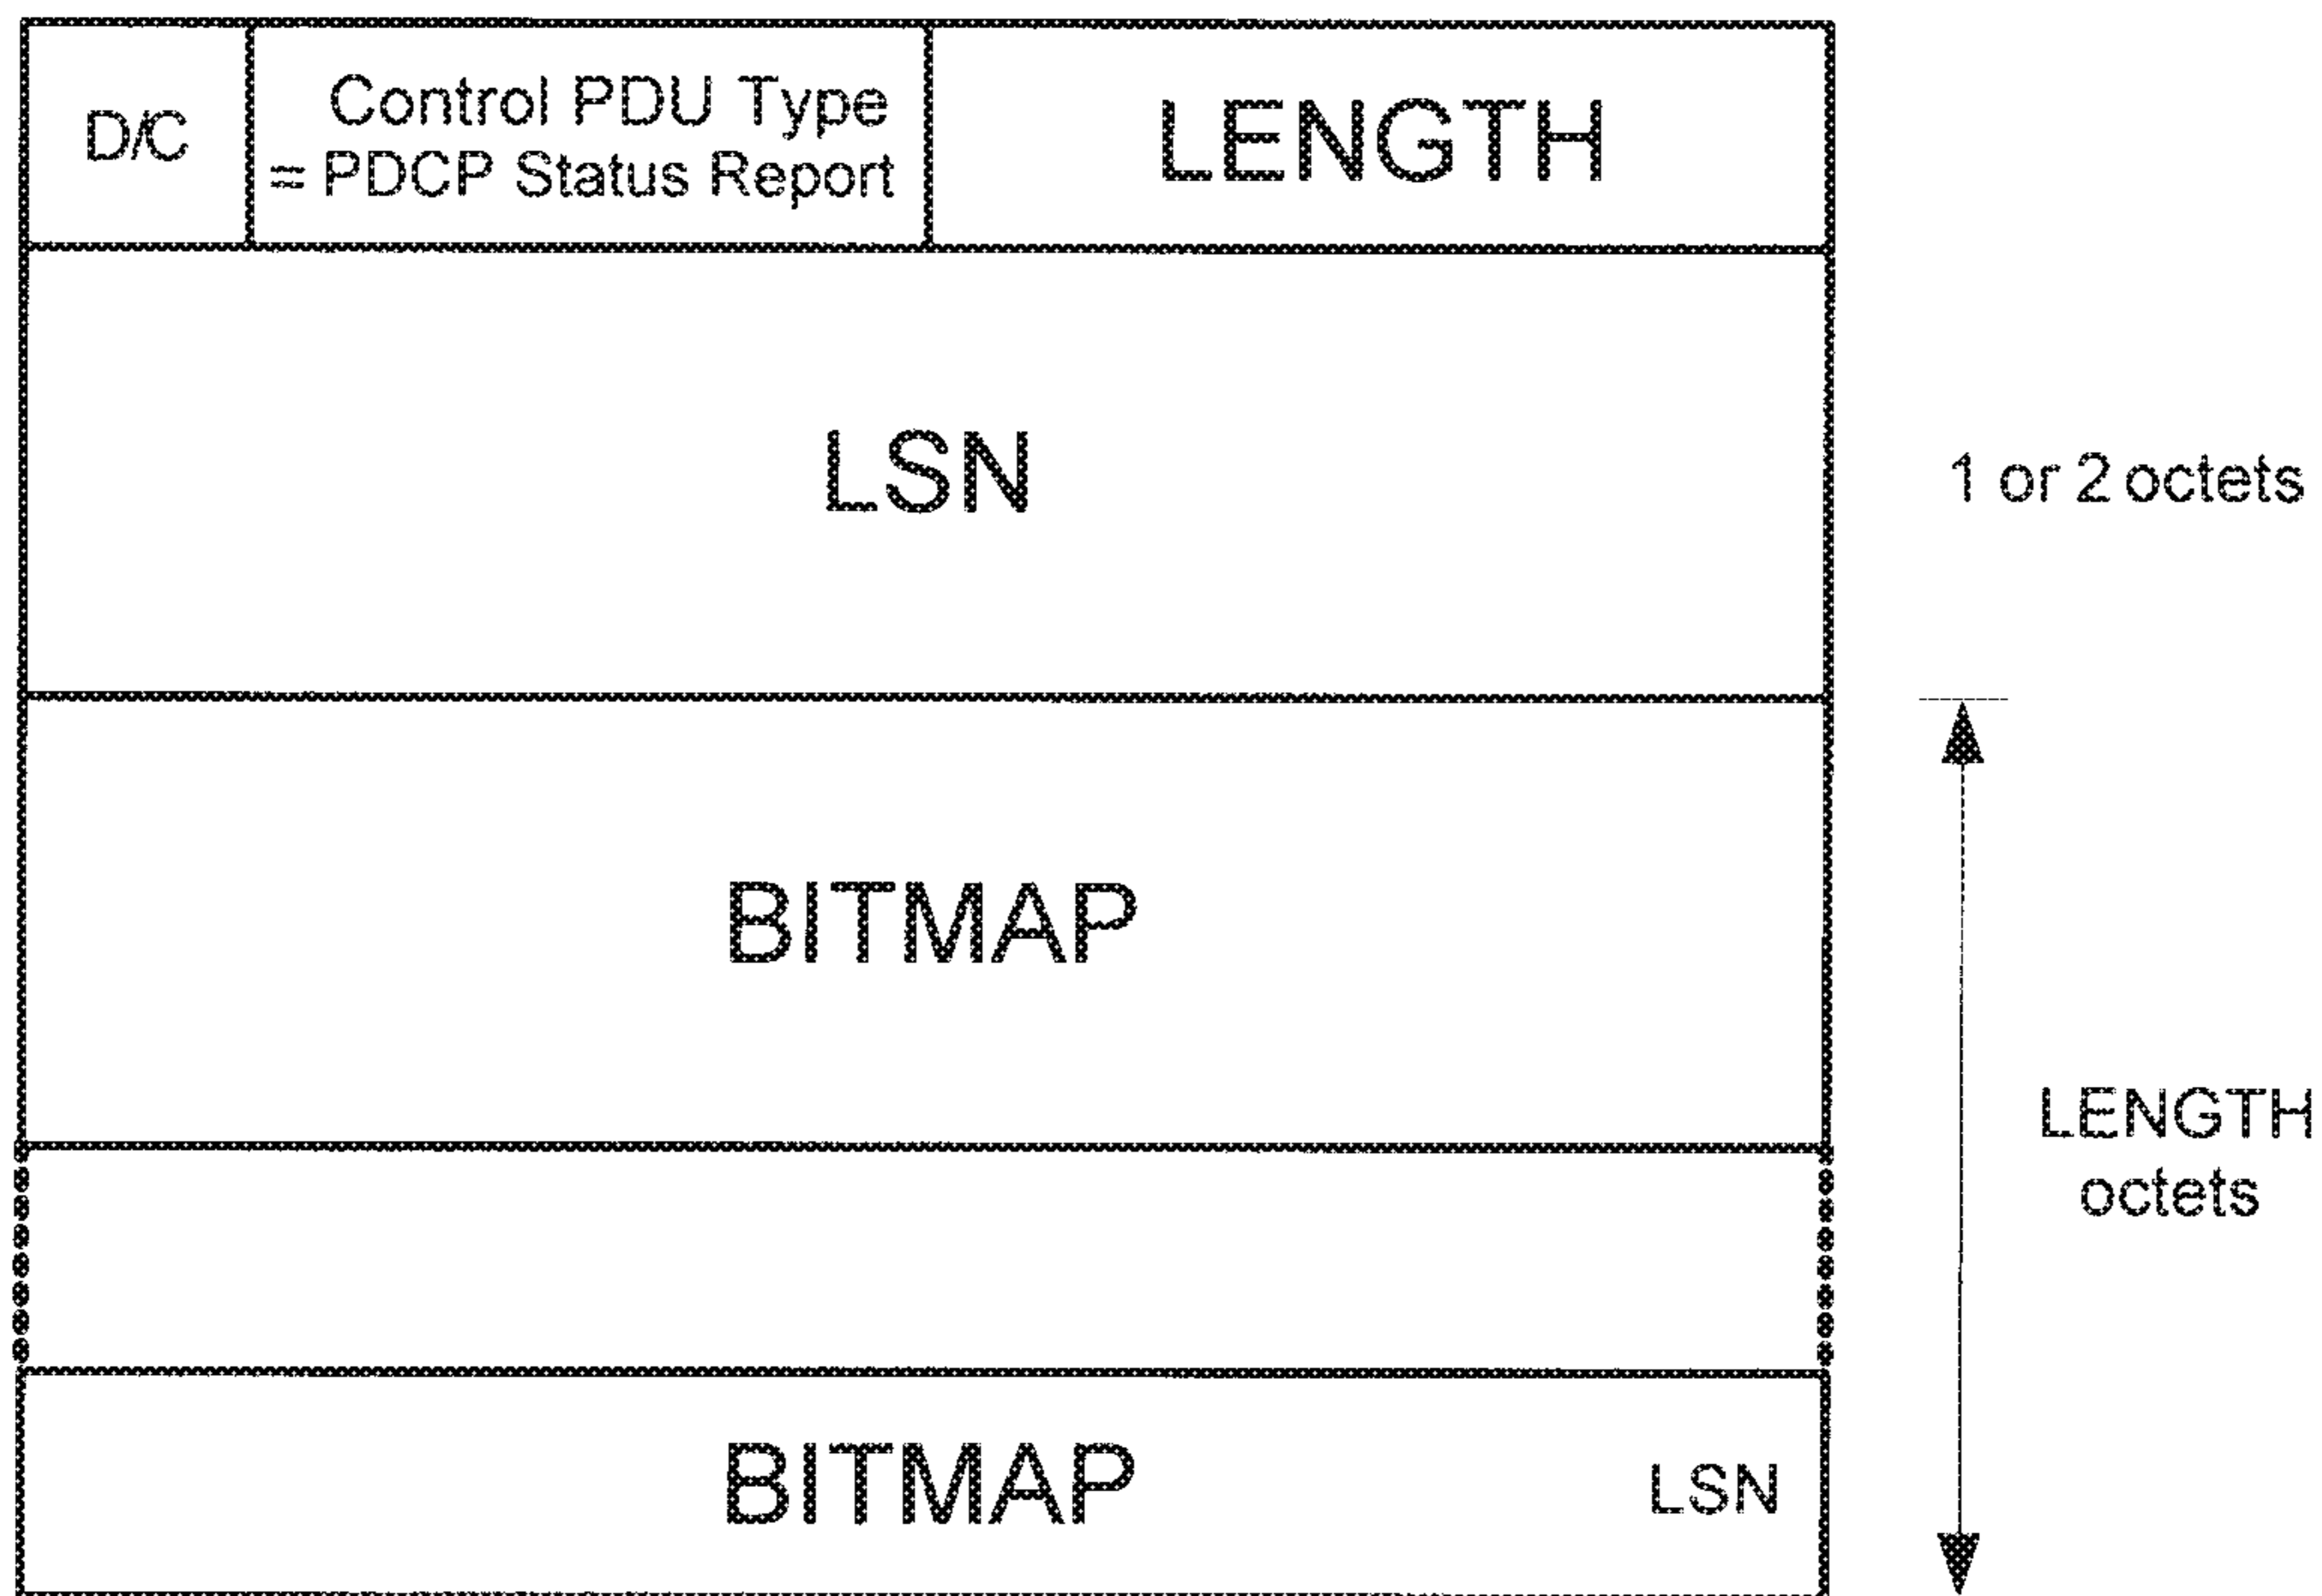 D/C
Control PDU Type
= PDCP Status Report
LENGTH
LSN
1 or 2 octets
BITMAP
LENGTH
octets
BITMAP
LSN